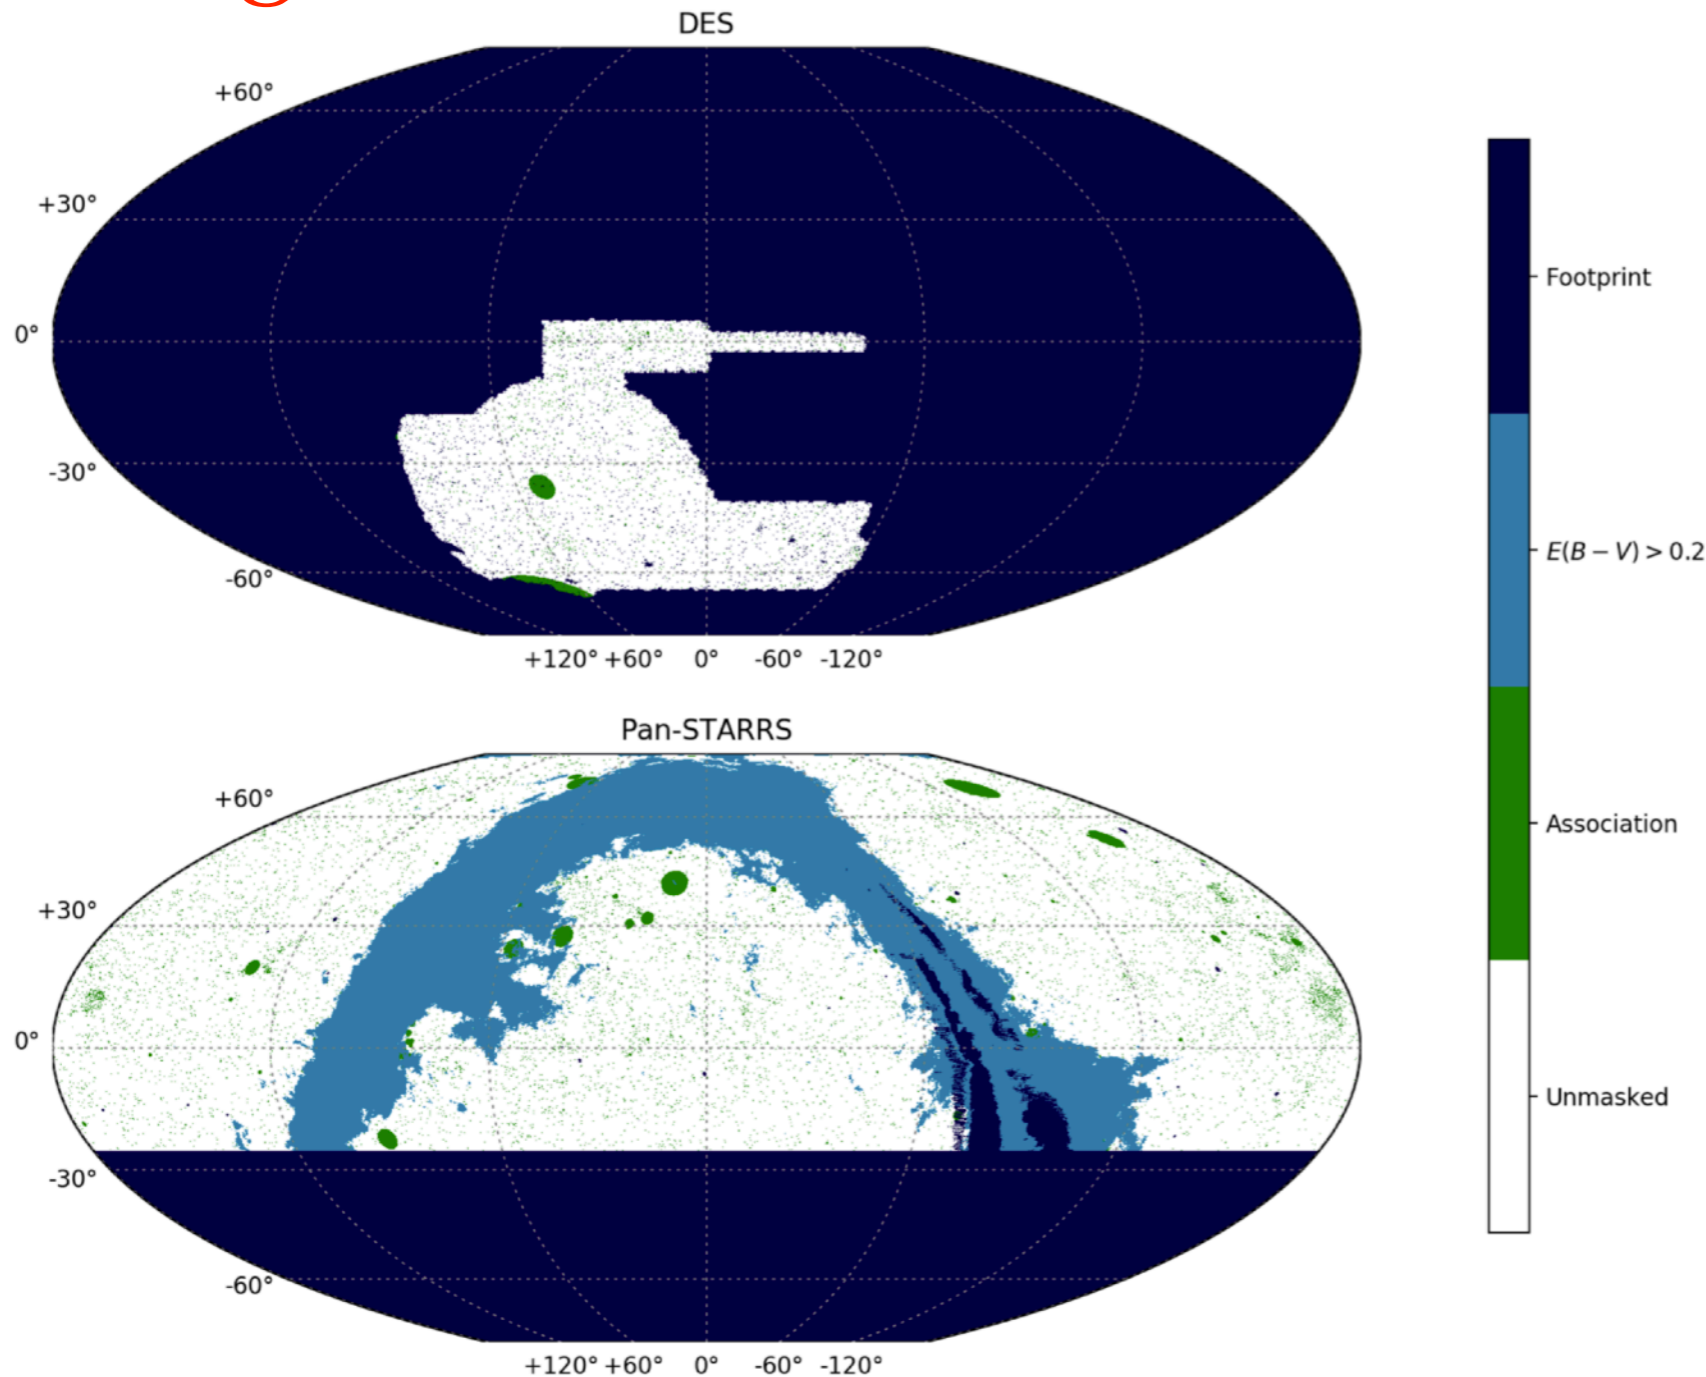 DES
+60°
+30°
0°
-30°
-60°
+120° +60° 0° -60° -120°
Pan-STARRS
+60°
+30°
0°
-30°
-60°
+120° +60° 0° -60° -120°
Footprint
E(B − V) > 0.2
Association
Unmasked